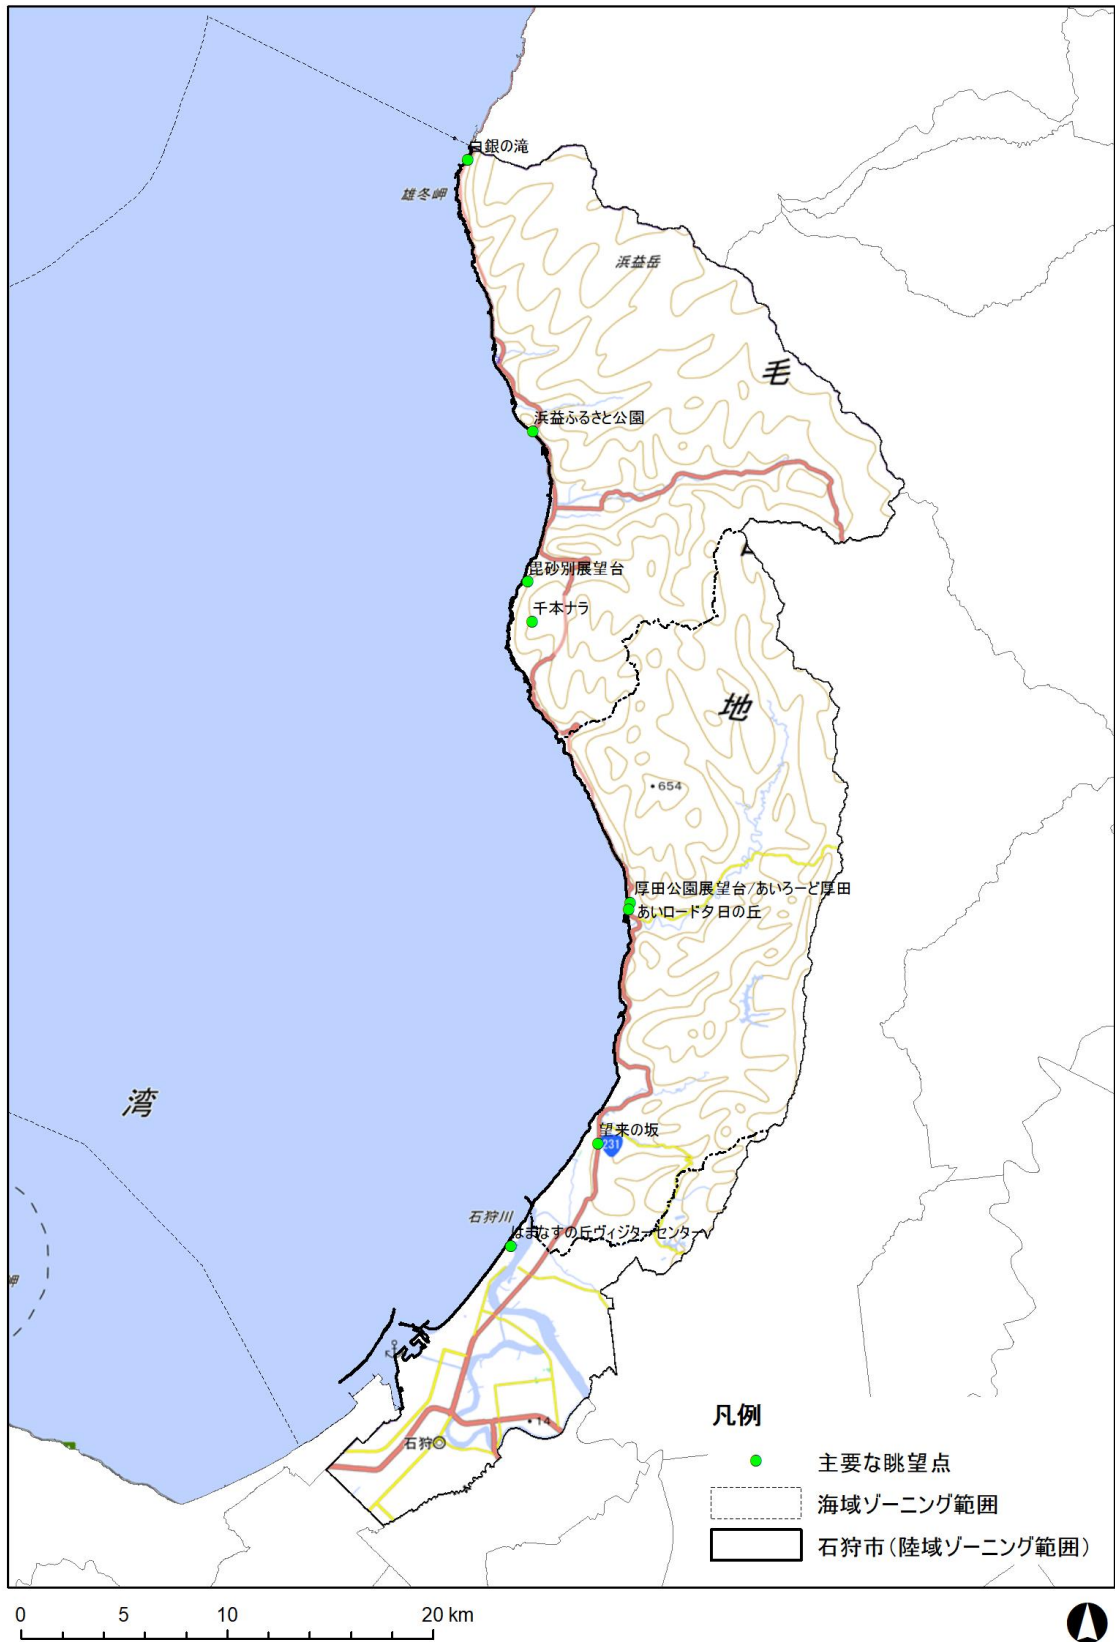 白銀の滝
雄冬岬
浜益岳
毛
浜益ふるさと公園
毘砂別展望台
千本ナラ
地
654
厚田公園展望台/あいろーど厚田
あいロード夕日の丘
湾
望来の坂
231
石狩川
はまなすの丘ヴィジターセンター
岬
14
石狩
凡例
主要な眺望点
海域ゾーニング範囲
石狩市（陸域ゾーニング範囲）
0 5 10 20 km